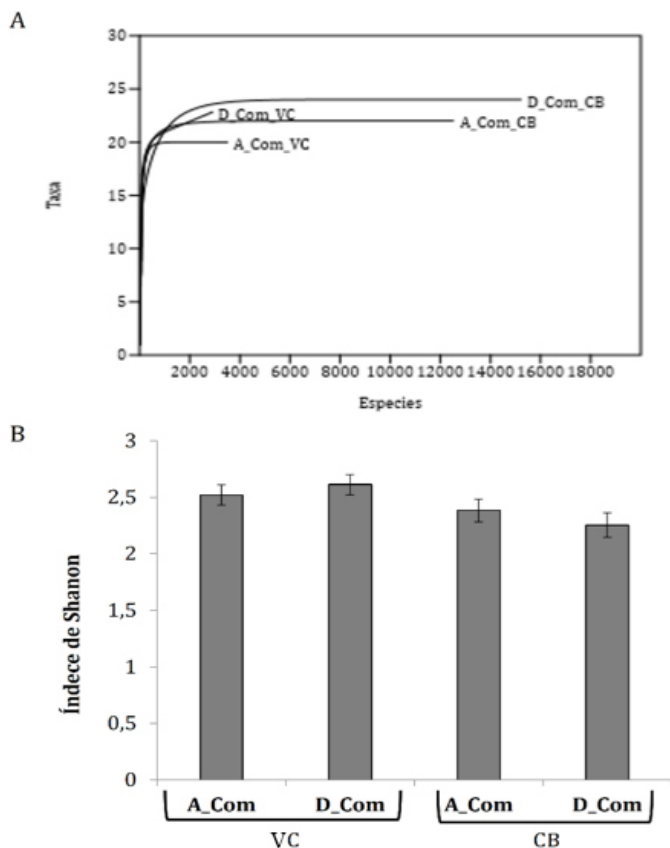 A
30
25
20
15
10
5
0
Taxa
D_Com_CB
D_Com_VC
A_Com_CB
A_Com_VC
2000 4000 6000 8000 10000 12000 14000 16000 18000
Especies
B
3
2,5
2
1,5
1
0,5
0
Índece de Shanon
A_Com D_Com A_Com D_Com
VC CB